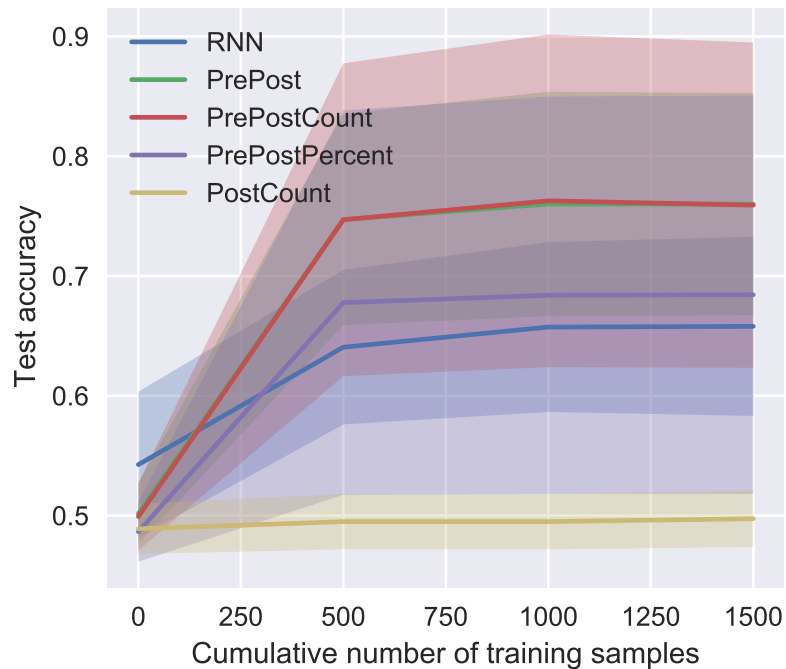 0.9
0.8
0.7
0.6
0.5
Test accuracy
RNN
PrePost
PrePostCount
PrePostPercent
PostCount
0 250 500 750 1000 1250 1500
Cumulative number of training samples